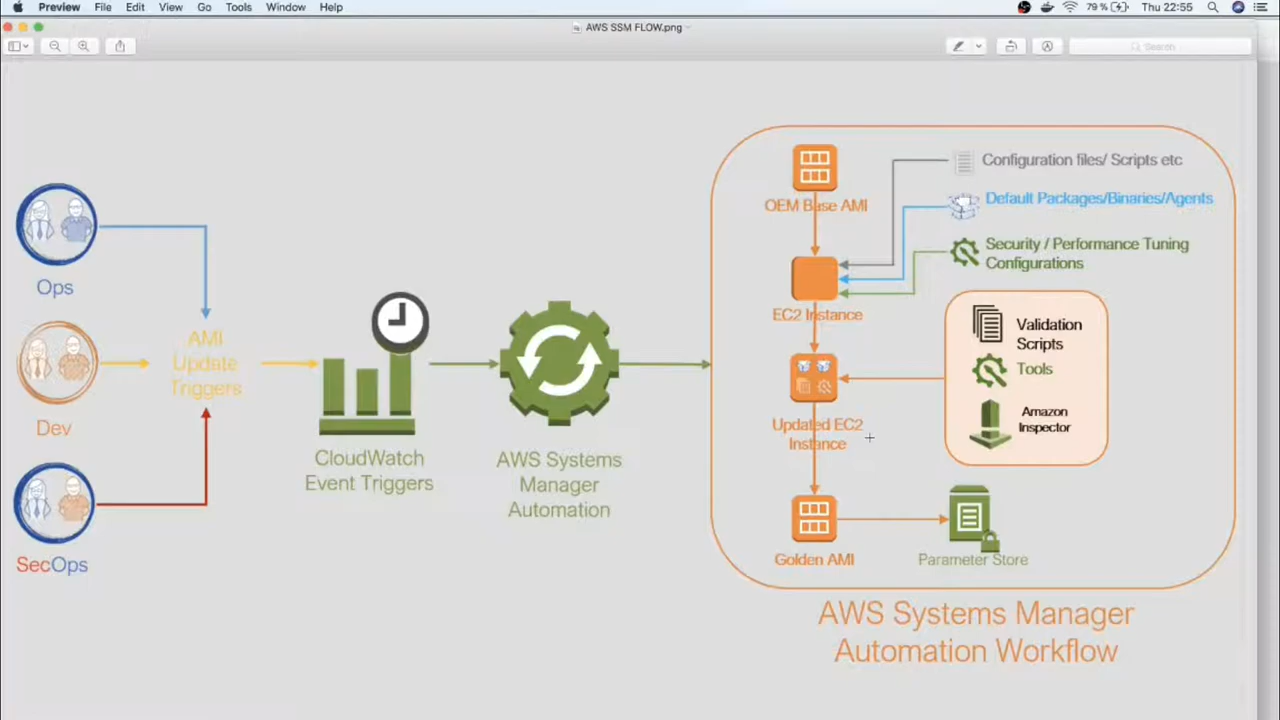 Preview File Edit View Go Tools Window Help
79 %
Thu 22:55
AWS SSM FLOW.png
Search
Ops
Dev
SecOps
AMI
Update
Triggers
CloudWatch
Event Triggers
AWS Systems
Manager
Automation
OEM Base AMI
Configuration files/ Scripts etc
Default Packages/Binaries/Agents
Security / Performance Tuning
Configurations
EC2 Instance
Validation
Scripts
Tools
Amazon
Inspector
Updated EC2
Instance
Golden AMI
Parameter Store
AWS Systems Manager
Automation Workflow